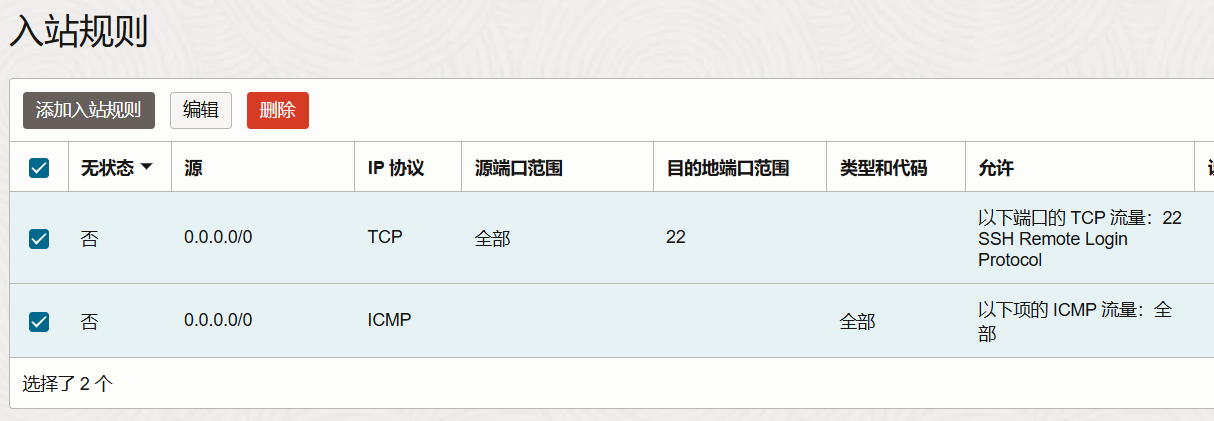 入站规则
添加入站规则 编辑 删除
无状态 源 IP 协议 源端口范围 目的地端口范围 类型和代码 允许
否 0.0.0.0/0 TCP 全部 22 以下端口的 TCP 流量：22
SSH Remote Login
Protocol
否 0.0.0.0/0 ICMP 全部 以下项的 ICMP 流量：全
部
选择了 2 个